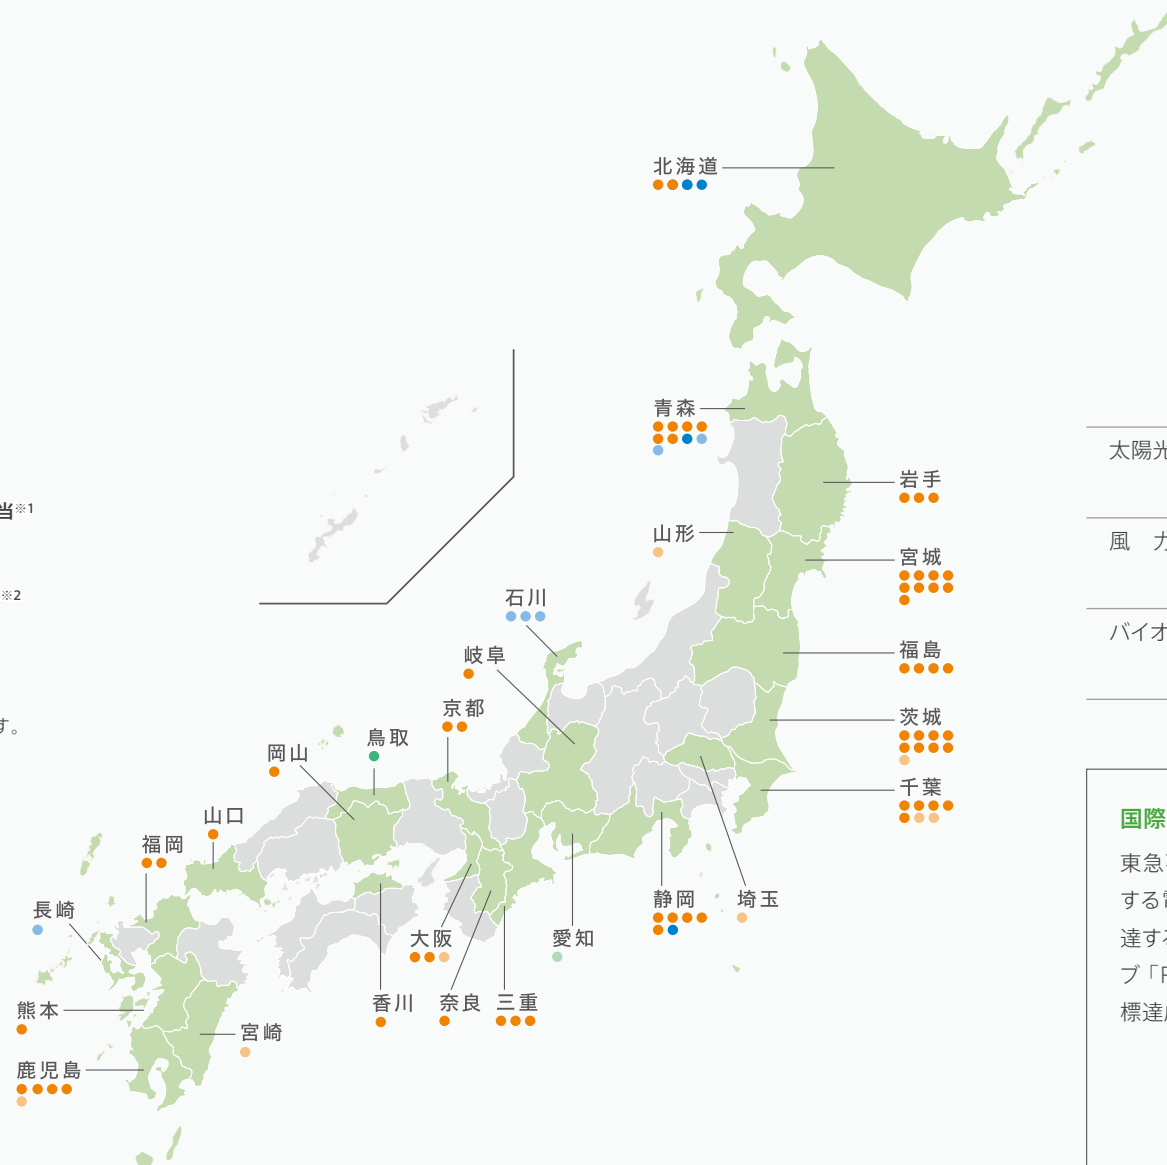 北海道
青森
岩手
山形
宮城
石川
福島
岐阜
京都
茨城
鳥取
岡山
千葉
山口
福岡
長崎
静岡
埼玉
大阪
愛知
香川
奈良
三重
熊本
宮崎
鹿児島
当※1
※2
す。
太陽光
風 力
バイオ
国際
東急
する
達する
ブ「
標達